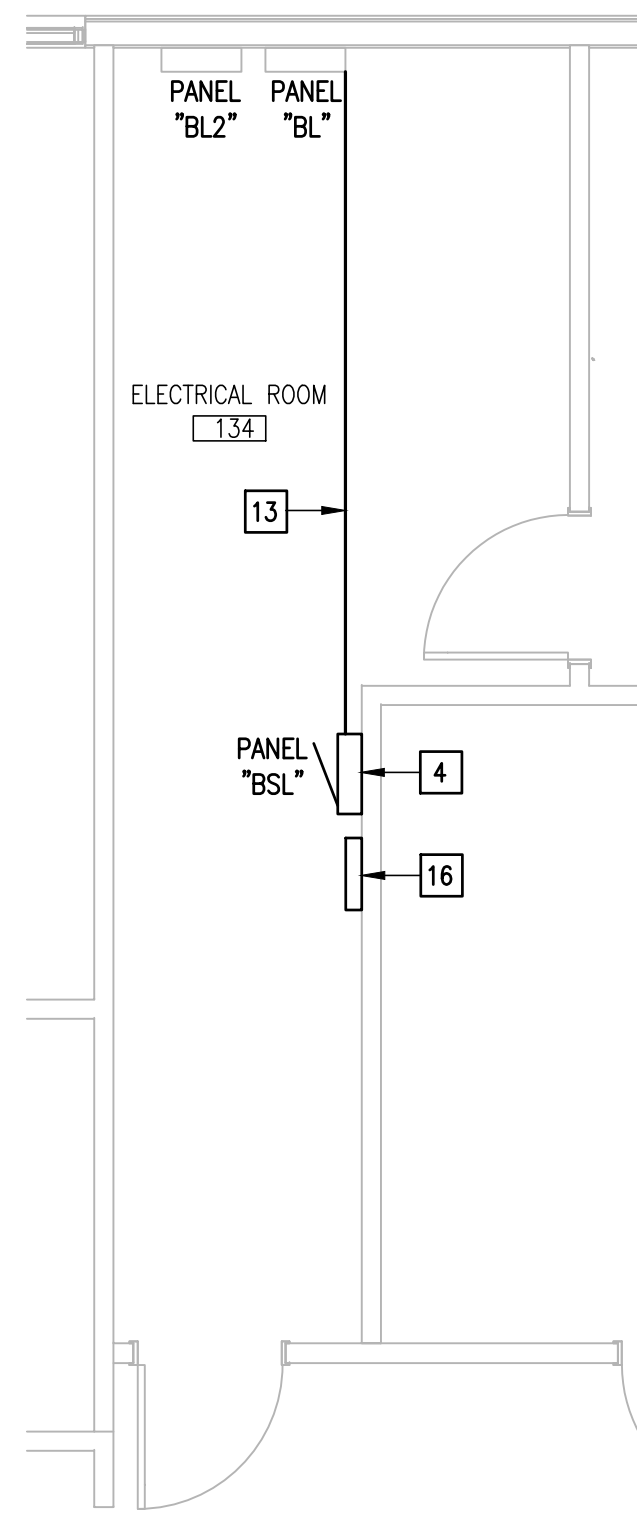 PANEL
"BL2"
PANEL
"BL"
ELECTRICAL ROOM
134
13
PANEL
"BSL"
4
16